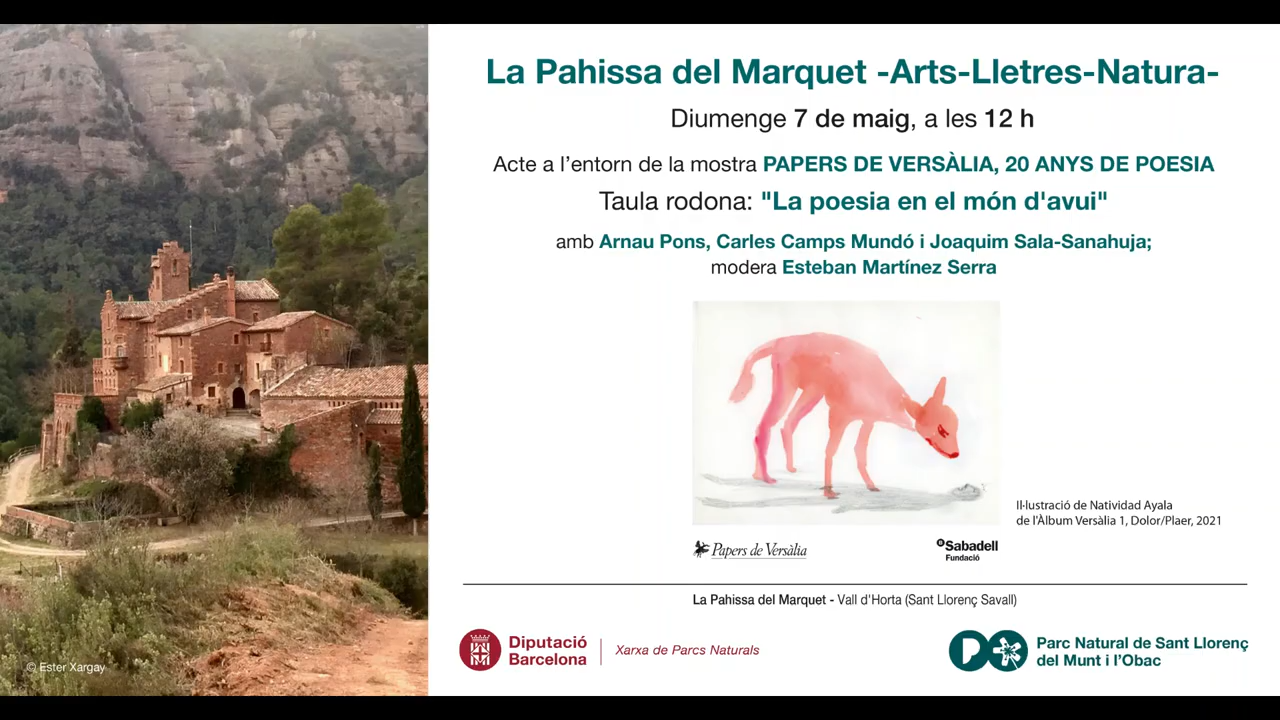 La Pahissa del Marquet -Arts-Lletres-Natura-
Diumenge 7 de maig, a les 12 h
Acte a l’entorn de la mostra PAPERS DE VERSÀLIA, 20 ANYS DE POESIA
Taula rodona: "La poesia en el món d'avui"
amb Arnau Pons, Carles Camps Mundó i Joaquim Sala-Sanahuja;
modera Esteban Martínez Serra
Il·lustració de Natividad Ayala
de l'Àlbum Versàlia 1, Dolor/Plaer, 2021
Papers de Versàlia
Sabadell
Fundació
La Pahissa del Marquet - Vall d'Horta (Sant Llorenç Savall)
Diputació
Barcelona
Xarxa de Parcs Naturals
Parc Natural de Sant Llorenç
del Munt i l’Obac
© Ester Xargay